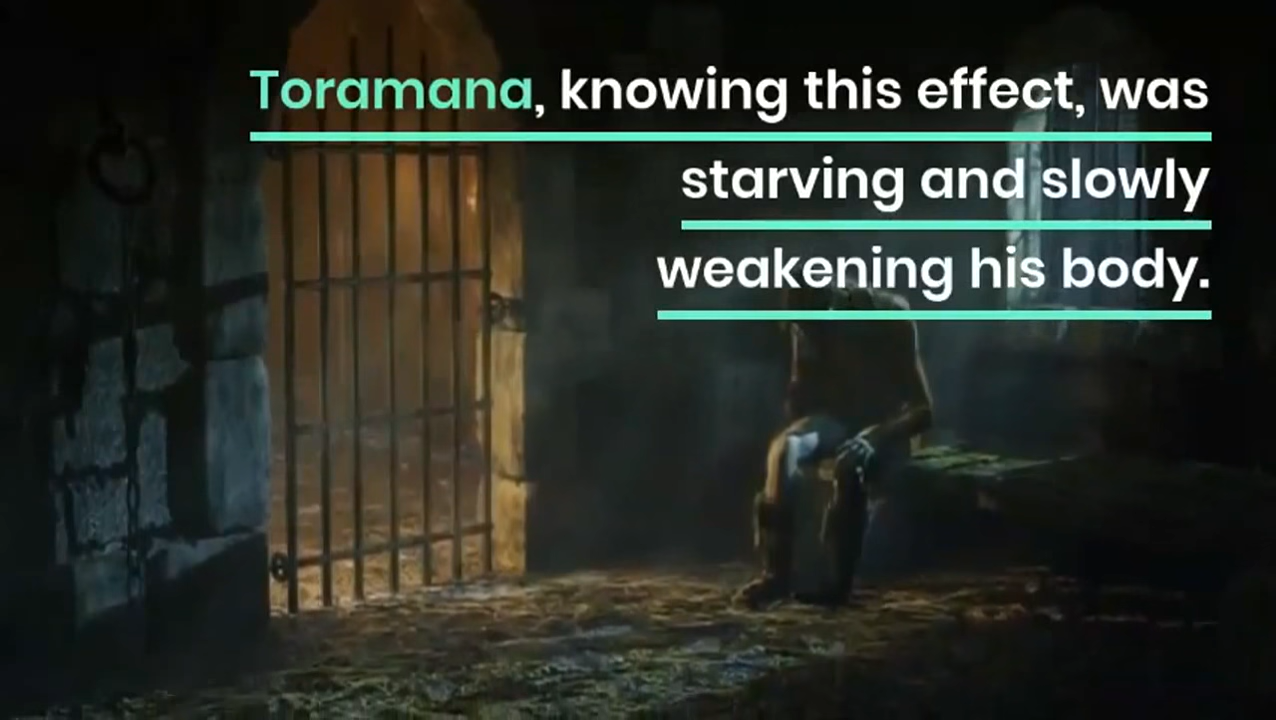 Toramana, knowing this effect, was
starving and slowly
weakening his body.